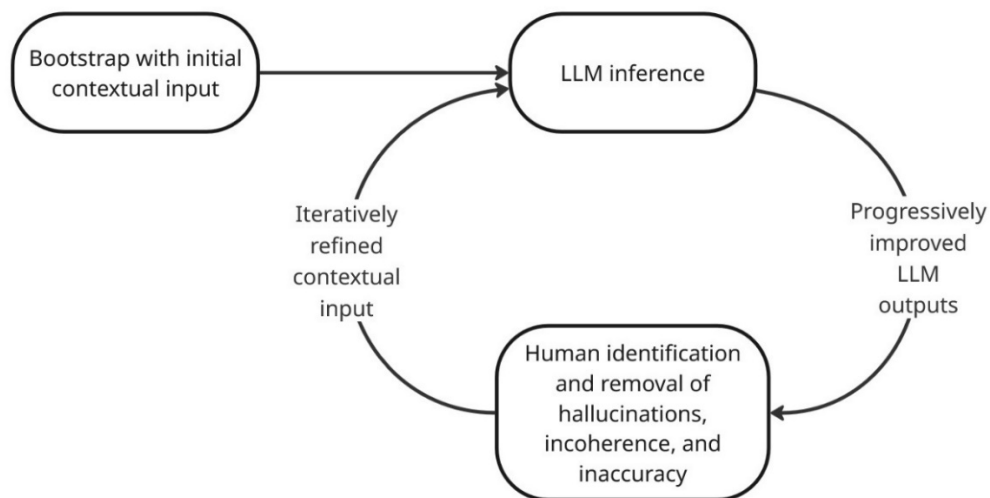 Bootstrap with initial
contextual input
LLM inference
Iteratively
refined
contextual
input
Progressively
improved
LLM
outputs
Human identification
and removal of
hallucinations,
incoherence, and
inaccuracy